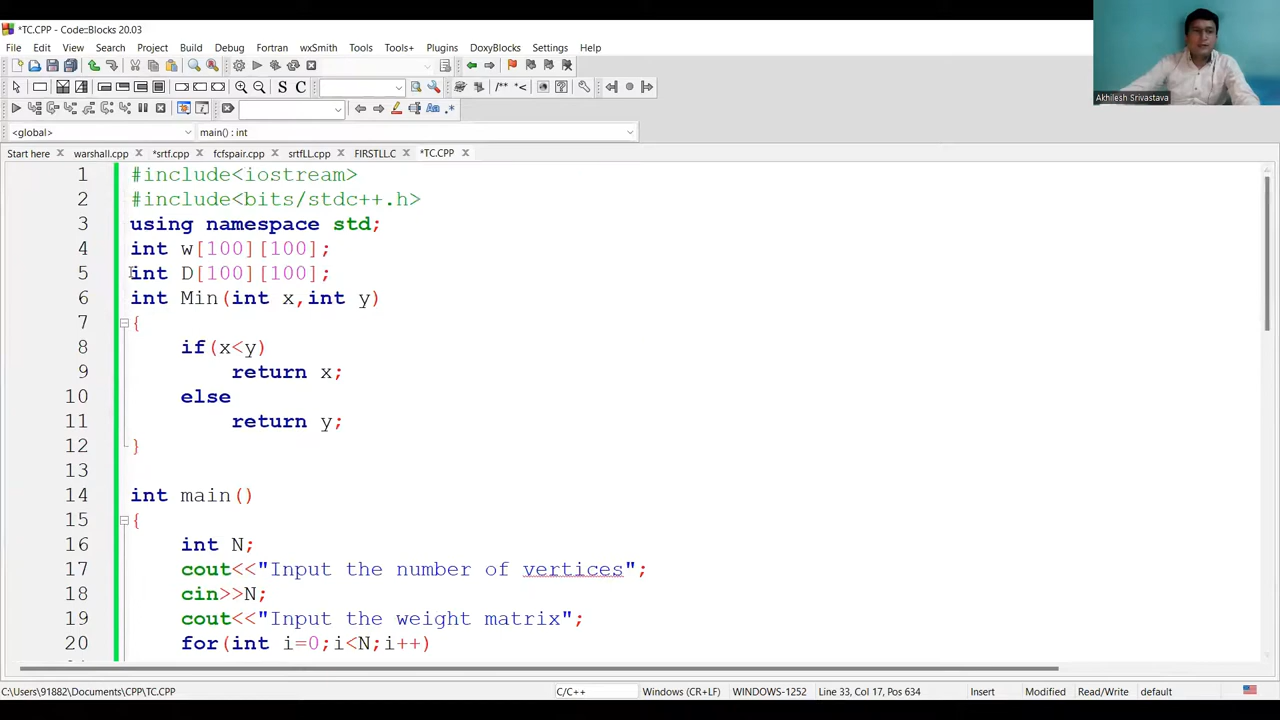 *TC.CPP - Code::Blocks 20.03
File Edit View Search Project Build Debug Fortran wxSmith Tools Tools+ Plugins DoxyBlocks Settings Help
S C /** *<
Aa .*
<global> main() : int
Start here warshall.cpp *srtf.cpp fcfspair.cpp srtfLL.cpp FIRSTLL.C *TC.CPP
Akhilesh Srivastava
1 #include<iostream>
2 #include<bits/stdc++.h>
3 using namespace std;
4 int w[100][100];
5 int D[100][100];
6 int Min(int x,int y)
7 {
8 if(x<y)
9 return x;
10 else
11 return y;
12 }
13
14 int main()
15 {
16 int N;
17 cout<<"Input the number of vertices";
18 cin>>N;
19 cout<<"Input the weight matrix";
20 for(int i=0;i<N;i++)
C:\Users\91882\Documents\CPP\TC.CPP C/C++ Windows (CR+LF) WINDOWS-1252 Line 33, Col 17, Pos 634 Insert Modified Read/Write default